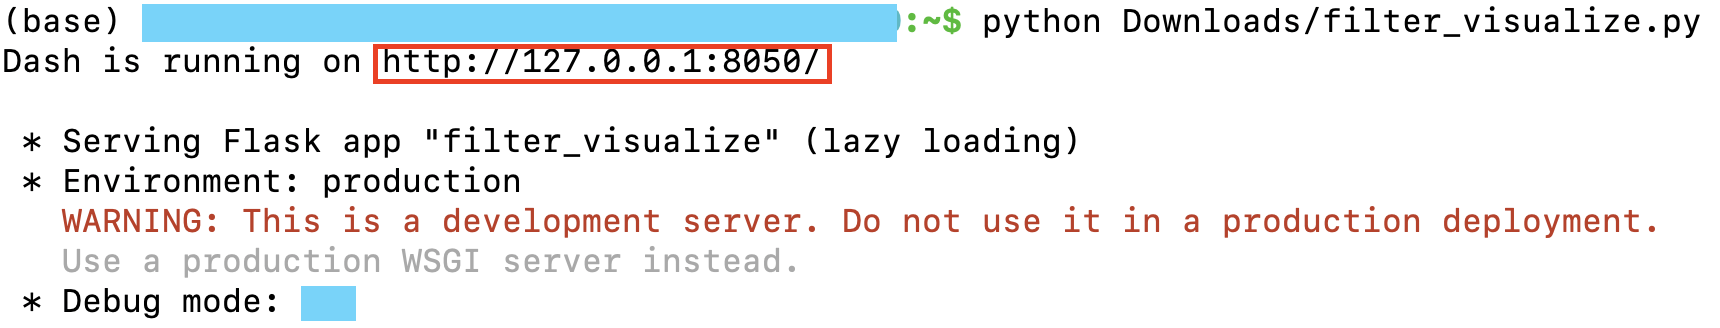 (base) :~$ python Downloads/filter_visualize.py
Dash is running on http://127.0.0.1:8050/
* Serving Flask app "filter_visualize" (lazy loading)
* Environment: production
WARNING: This is a development server. Do not use it in a production deployment.
Use a production WSGI server instead.
* Debug mode: